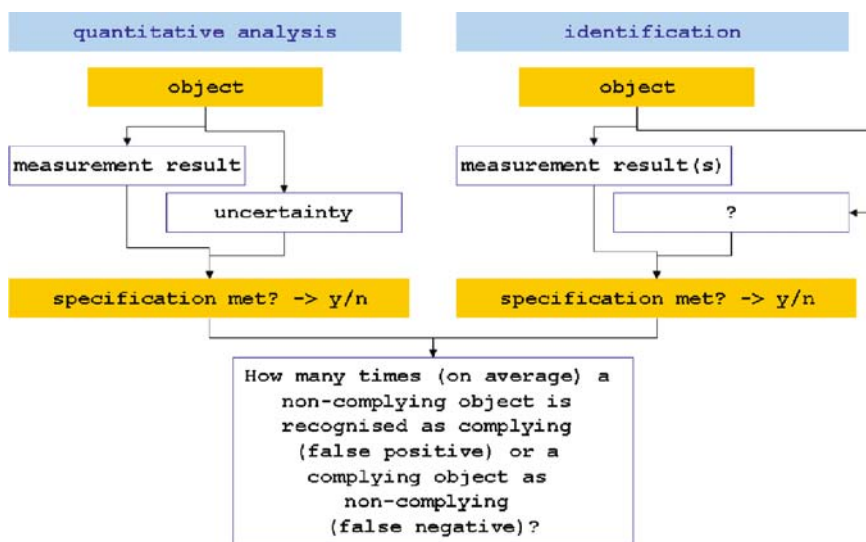 quantitative analysis
identification
object
object
measurement result
measurement result(s)
uncertainty
?
specification met? -> y/n
specification met? -> y/n
How many times (on average) a
non-complying object is
recognised as complying
(false positive) or a
complying object as
non-complying
(false negative)?